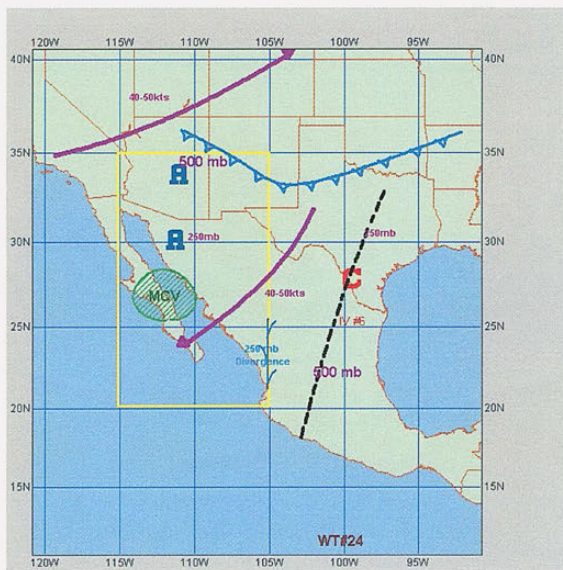 120W 115W 110W 105W 100W 95W
40N 40N
40-50kts
35N 35N
500 mb
A
30N A 250mb 250mb 30N
MCV 40-50kts C
25N IV #6 25N
250 mb
Divergence
500 mb
20N 20N
15N 15N
WT#24
120W 115W 110W 105W 100W 95W